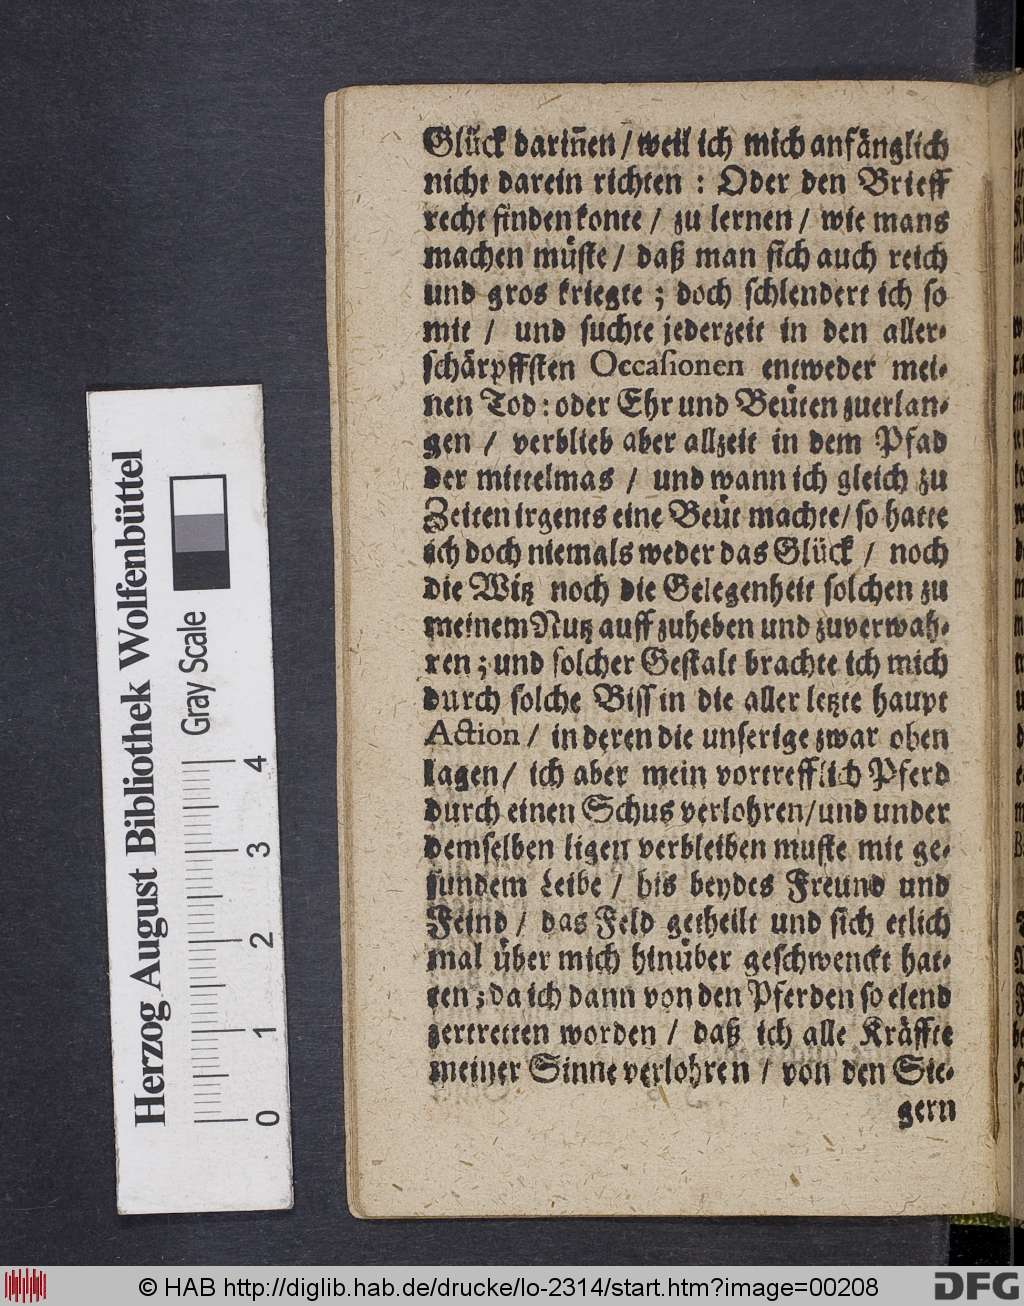 Glück dariñen / weil ich mich anfänglich
nicht darein richten : Oder den Brieff
recht finden konte / zu lernen / wie mans
machen müste / daß man sich auch reich
und gros kriegte ; doch schlendert ich so
mit / und suchte jederzeit in den aller-
schärpffsten Occasionen entweder mei-
nen Tod : oder Ehr und Beüten zuerlan-
gen / verblieb aber allzeit in dem Pfad
der mittelmas / und wann ich gleich zu
Zeiten irgents eine Beüt machte / so hatte
ich doch niemals weder das Glück / noch
die Witz noch die Gelegenheit solchen zu
meinem Nutz auff zuheben und zuverwah-
ren ; und solcher Gestalt brachte ich mich
durch solche Biss in die aller letzte haupt
Action / in deren die unserige zwar oben
lagen / ich aber mein vortrefflich Pferd
durch einen Schus verlohren / und under
demselben ligen verbleiben muste mit ge-
sundem Leibe / bis beydes Freund und
Feind / das Feld getheilt und sich etlich
mal über mich hinüber geschwenckt hat-
ten ; da ich dann von den Pferden so elend
zertretten worden / daß ich alle Kräffte
meiner Sinne verlohren / von den Sie-
gern
Herzog August Bibliothek Wolfenbüttel
Gray Scale
0 1 2 3 4
© HAB http://diglib.hab.de/drucke/lo-2314/start.htm?image=00208
DFG